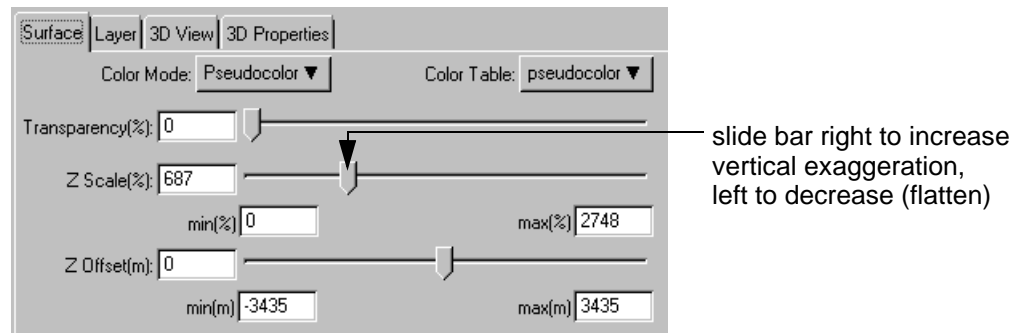 Surface Layer 3D View 3D Properties
Color Mode: Pseudocolor ▼ Color Table: pseudocolor ▼
Transparency(%): 0
slide bar right to increase
vertical exaggeration,
left to decrease (flatten)
Z Scale(%): 687
min(%) 0 max(%) 2748
Z Offset(m): 0
min(m) -3435 max(m) 3435